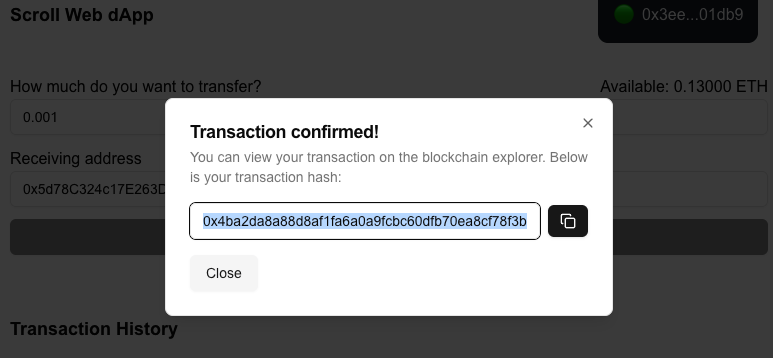 Scroll Web dApp
0x3ee...01db9
How much do you want to transfer?
Available: 0.13000 ETH
0.001
Transaction confirmed!
You can view your transaction on the blockchain explorer. Below
is your transaction hash:
Receiving address
0x5d78C324c17E263D
0x4ba2da8a88d8af1fa6a0a9fcbc60dfb70ea8cf78f3b
Close
Transaction History